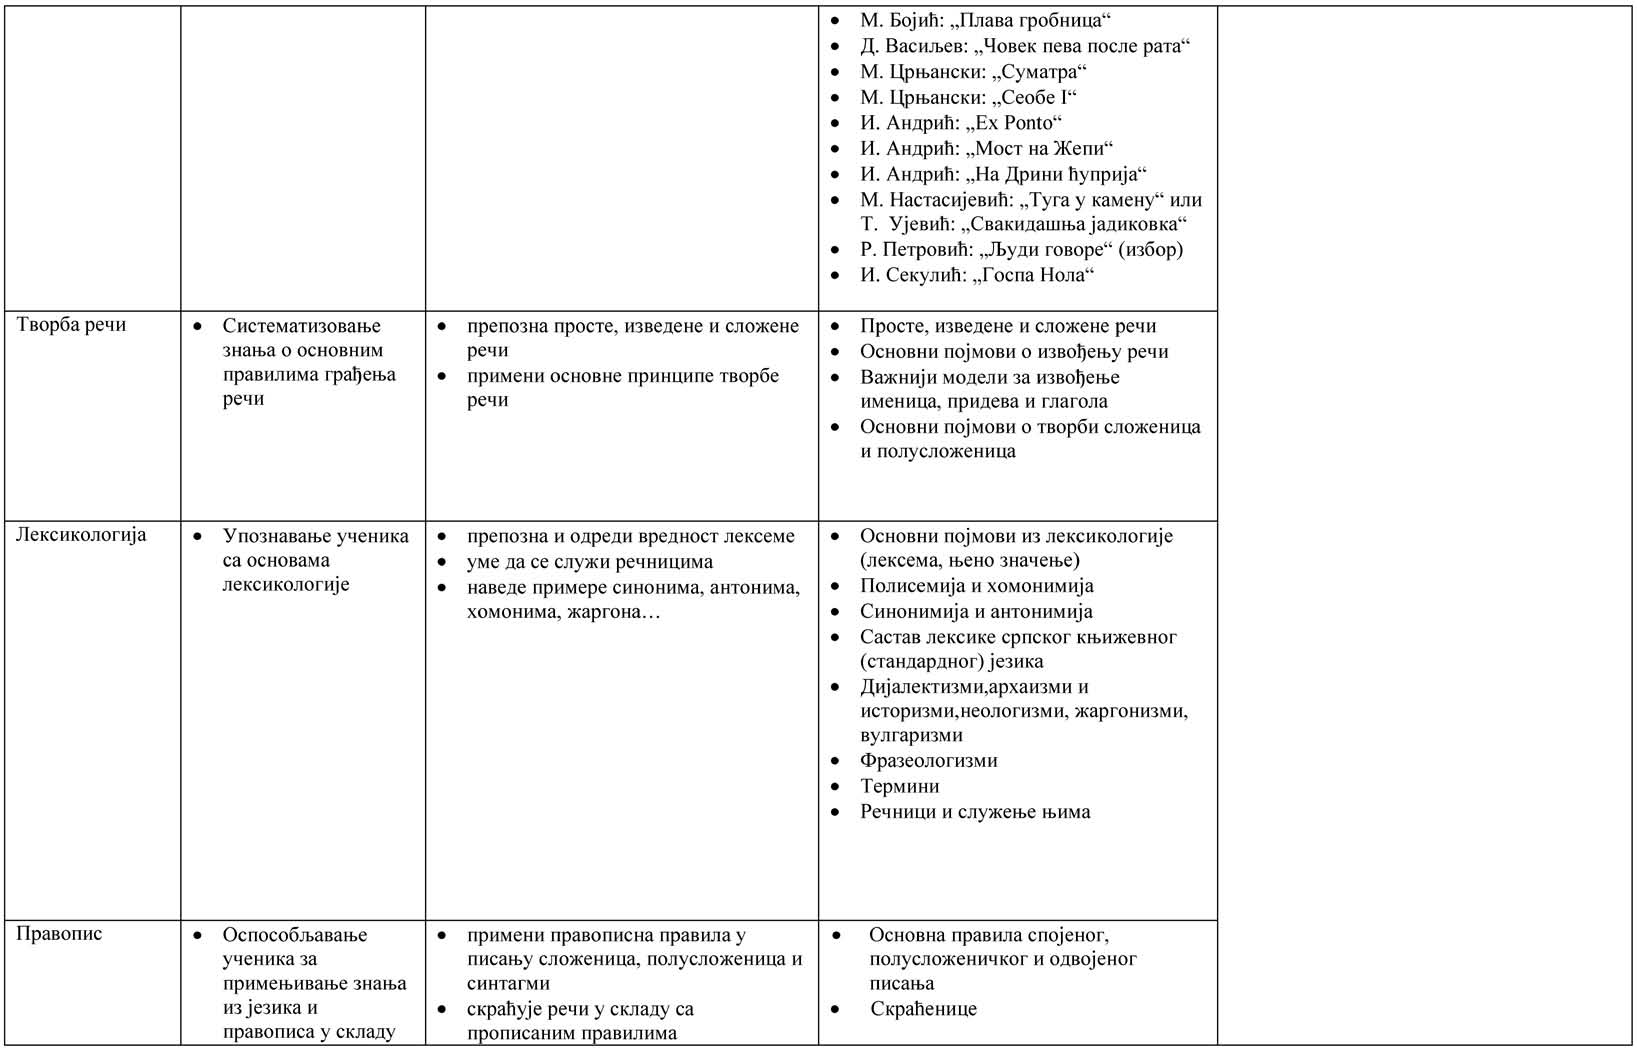 • М. Бојић: „Плава гробница“
• Д. Васиљев: „Човек пева после рата“
• М. Црњански: „Суматра“
• М. Црњански: „Сеобе I“
• И. Андрић: „Ex Ponto“
• И. Андрић: „Мост на Жепи“
• И. Андрић: „На Дрини ћуприја“
• М. Настасијевић: „Туга у камену“ или
Т. Ујевић: „Свакидашња јадиковка“
• Р. Петровић: „Људи говоре“ (избор)
• И. Секулић: „Госпа Нола“
Творба речи
• Систематизовање
знања о основним
правилима грађења
речи
• препозна просте, изведене и сложене
речи
• примени основне принципе творбе
речи
• Просте, изведене и сложене речи
• Основни појмови о извођењу речи
• Важнији модели за извођење
именица, придева и глагола
• Основни појмови о творби сложеница
и полусложеница
Лексикологија
• Упознавање ученика
са основама
лексикологије
• препозна и одреди вредност лексеме
• уме да се служи речницима
• наведе примере синонима, антонима,
хомонима, жаргона…
• Основни појмови из лексикологије
(лексема, њено значење)
• Полисемија и хомонимија
• Синонимија и антонимија
• Састав лексике српског књижевног
(стандардног) језика
• Дијалектизми,архаизми и
историзми,неологизми, жаргонизми,
вулгаризми
• Фразеологизми
• Термини
• Речници и служење њима
Правопис
• Оспособљавање
ученика за
примењивање знања
из језика и
правописа у складу
• примени правописна правила у
писању сложеница, полусложеница и
синтагми
• скраћује речи у складу са
прописаним правилима
• Основна правила спојеног,
полусложеничког и одвојеног
писања
• Скраћенице